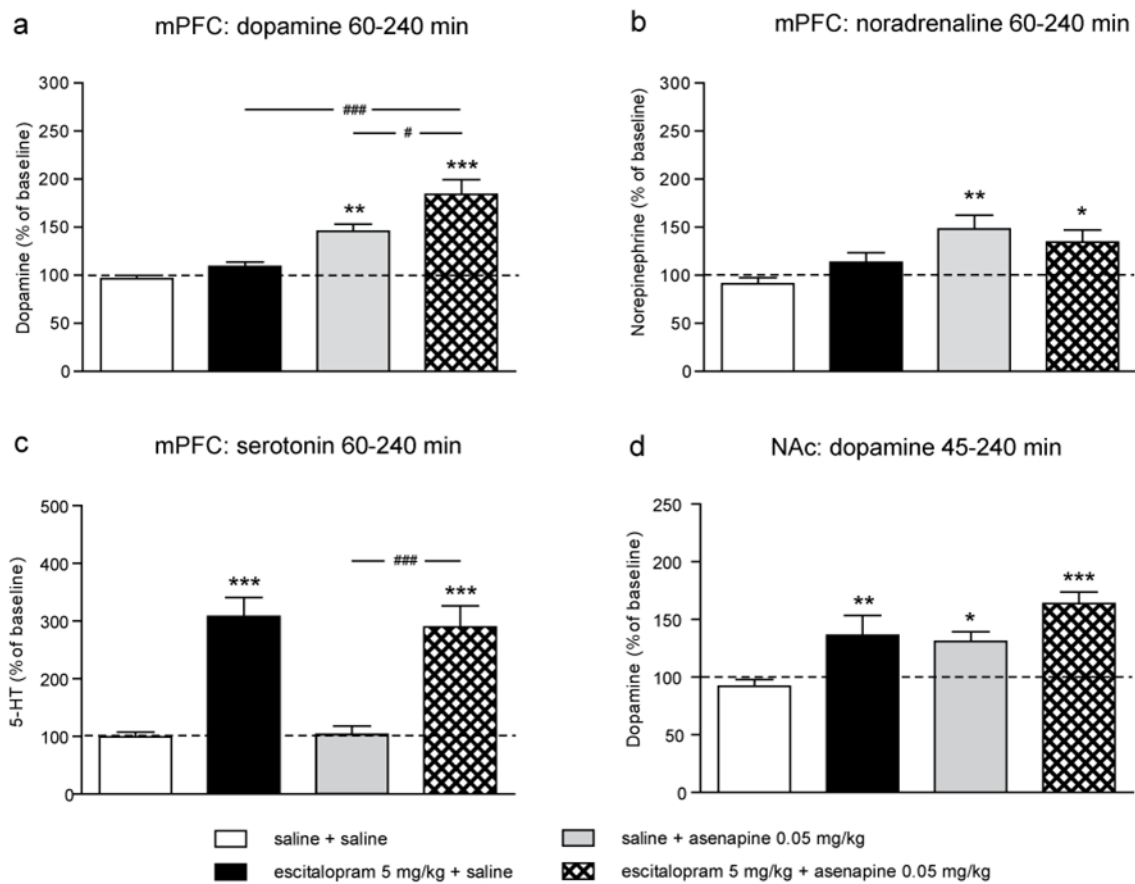 a
mPFC: dopamine 60-240 min
Dopamine (% of baseline)
300
250
200
150
100
50
0
###
#
**
***
b
mPFC: noradrenaline 60-240 min
Norepinephrine (% of baseline)
300
250
200
150
100
50
0
**
*
c
mPFC: serotonin 60-240 min
5-HT (% of baseline)
500
400
300
200
100
0
***
###
***
d
NAc: dopamine 45-240 min
Dopamine (% of baseline)
250
200
150
100
50
0
**
*
***
saline + saline
escitalopram 5 mg/kg + saline
saline + asenapine 0.05 mg/kg
escitalopram 5 mg/kg + asenapine 0.05 mg/kg